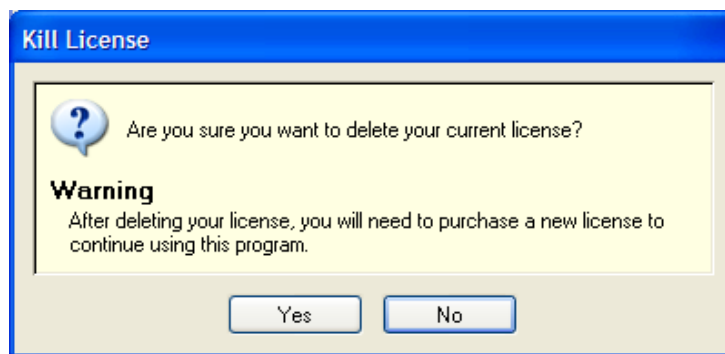 Kill License
Are you sure you want to delete your current license?
Warning
After deleting your license, you will need to purchase a new license to
continue using this program.
Yes No